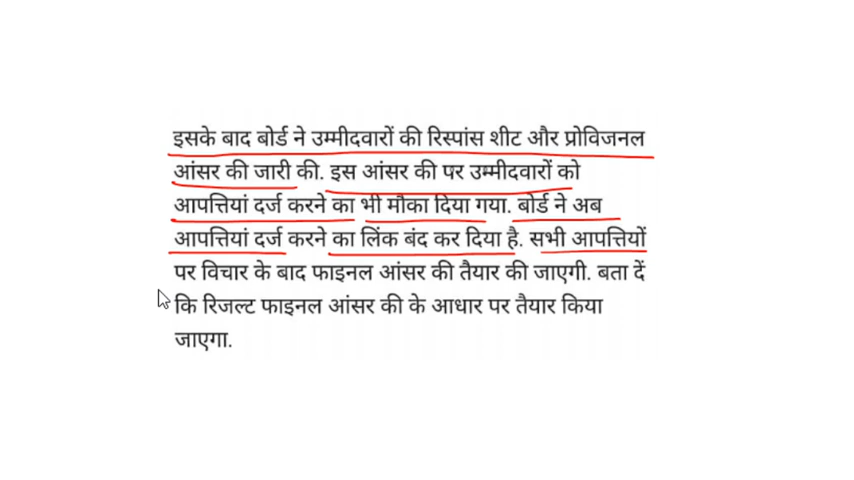 इसके बाद बोर्ड ने उम्मीदवारों की रिस्पांस शीट और प्रोविजनल
आंसर की जारी की. इस आंसर की पर उम्मीदवारों को
आपत्तियां दर्ज करने का भी मौका दिया गया. बोर्ड ने अब
आपत्तियां दर्ज करने का लिंक बंद कर दिया है. सभी आपत्तियों
पर विचार के बाद फाइनल आंसर की तैयार की जाएगी. बता दें
कि रिजल्ट फाइनल आंसर की के आधार पर तैयार किया
जाएगा.